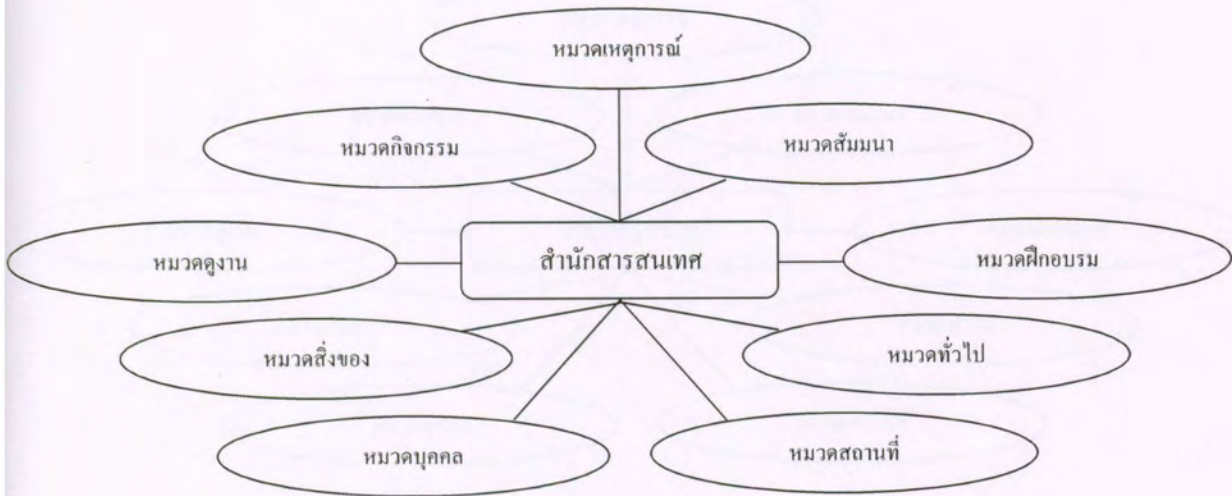 หมวดเหตุการณ์
หมวดกิจกรรม
หมวดสัมมนา
หมวดดูงาน
สำนักสารสนเทศ
หมวดฝึกอบรม
หมวดสิ่งของ
หมวดทั่วไป
หมวดบุคคล
หมวดสถานที่